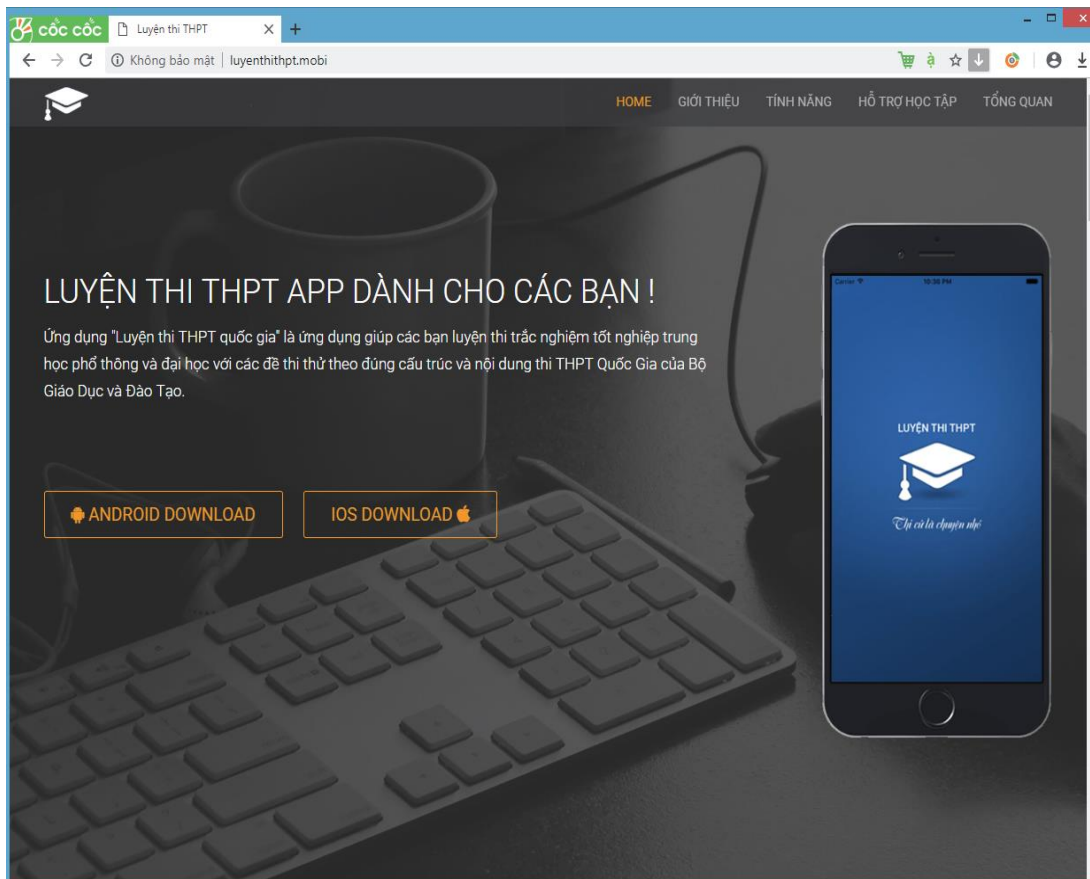 cốc cốc Luyện thi THPT
Không bảo mật luyenthithpt.mobi
HOME GIỚI THIỆU TÍNH NĂNG HỖ TRỢ HỌC TẬP TỔNG QUAN
LUYỆN THI THPT APP DÀNH CHO CÁC BẠN !
Ứng dụng "Luyện thi THPT quốc gia" là ứng dụng giúp các bạn luyện thi trắc nghiệm tốt nghiệp trung
học phổ thông và đại học với các đề thi thử theo đúng cấu trúc và nội dung thi THPT Quốc Gia của Bộ
Giáo Dục và Đào Tạo.
ANDROID DOWNLOAD IOS DOWNLOAD
Carrier 10:36 PM
LUYỆN THI THPT
Thi cử là chuyện nhỏ